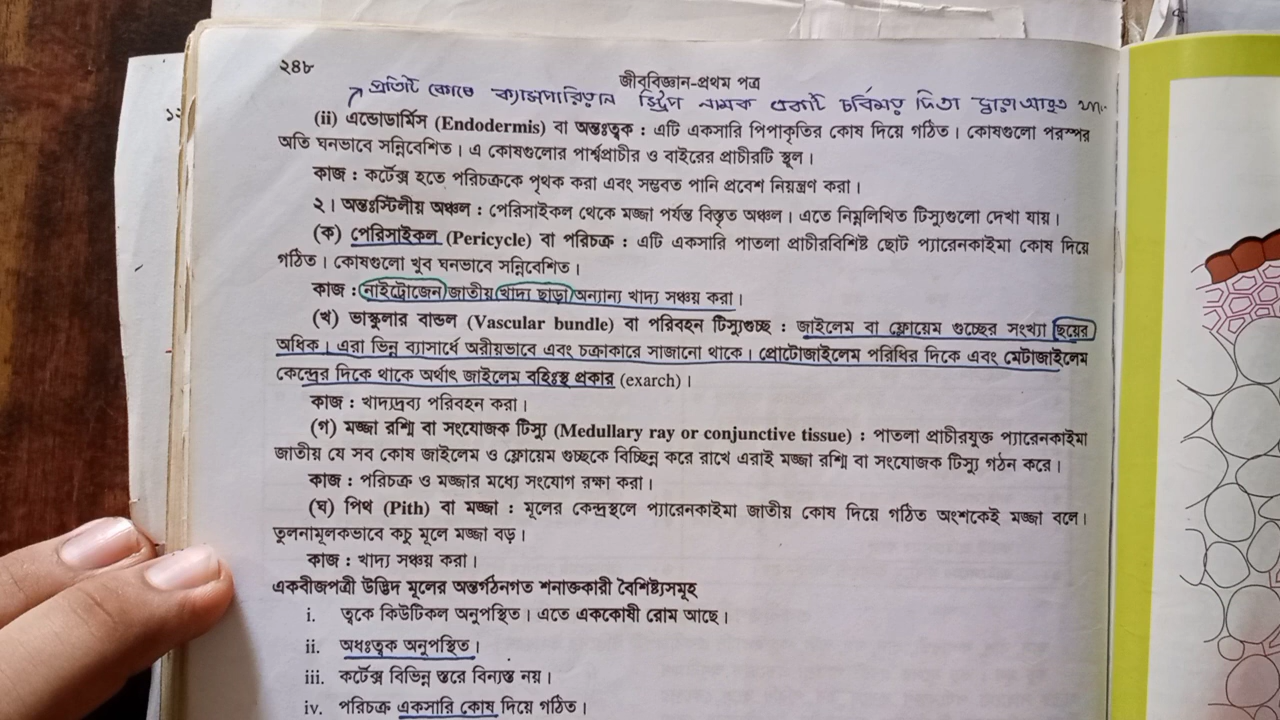 ২৪৮
জীববিজ্ঞান-প্রথম পত্র
প্রতিটি কোষে ক্যাসপারিয়ান স্ট্রিপ নামক একটি চর্বিময় ফিতা দ্বারা আবৃত
(ii) এন্ডোডার্মিস (Endodermis) বা অন্তঃত্বক : এটি একসারি পিপাকৃতির কোষ দিয়ে গঠিত। কোষগুলো পরস্পর
অতি ঘনভাবে সন্নিবেশিত। এ কোষগুলোর পার্শ্বপ্রাচীর ও বাইরের প্রাচীরটি স্থূল।
কাজ : কর্টেক্স হতে পরিচক্রকে পৃথক করা এবং সম্ভবত পানি প্রবেশ নিয়ন্ত্রণ করা।
২। অন্তঃস্টিলীয় অঞ্চল : পেরিসাইকল থেকে মজ্জা পর্যন্ত বিস্তৃত অঞ্চল। এতে নিম্নলিখিত টিস্যুগুলো দেখা যায়।
(ক) পেরিসাইকল (Pericycle) বা পরিচক্র : এটি একসারি পাতলা প্রাচীরবিশিষ্ট ছোট প্যারেনকাইমা কোষ দিয়ে
গঠিত। কোষগুলো খুব ঘনভাবে সন্নিবেশিত।
কাজ : নাইট্রোজেন জাতীয় খাদ্য ছাড়া অন্যান্য খাদ্য সঞ্চয় করা।
(খ) ভাস্কুলার বান্ডল (Vascular bundle) বা পরিবহন টিস্যুগুচ্ছ : জাইলেম বা ফ্লোয়েম গুচ্ছের সংখ্যা ছয়ের
অধিক। এরা ভিন্ন ব্যাসার্ধে অরীয়ভাবে এবং চক্রাকারে সাজানো থাকে। প্রোটোজাইলেম পরিধির দিকে এবং মেটাজাইলেম
কেন্দ্রের দিকে থাকে অর্থাৎ জাইলেম বহিঃস্থ প্রকার (exarch)।
কাজ : খাদ্যদ্রব্য পরিবহন করা।
(গ) মজ্জা রশ্মি বা সংযোজক টিস্যু (Medullary ray or conjunctive tissue) : পাতলা প্রাচীরযুক্ত প্যারেনকাইমা
জাতীয় যে সব কোষ জাইলেম ও ফ্লোয়েম গুচ্ছকে বিচ্ছিন্ন করে রাখে এরাই মজ্জা রশ্মি বা সংযোজক টিস্যু গঠন করে।
কাজ : পরিচক্র ও মজ্জার মধ্যে সংযোগ রক্ষা করা।
(ঘ) পিথ (Pith) বা মজ্জা : মূলের কেন্দ্রস্থলে প্যারেনকাইমা জাতীয় কোষ দিয়ে গঠিত অংশকেই মজ্জা বলে।
তুলনামূলকভাবে কচু মূলে মজ্জা বড়।
কাজ : খাদ্য সঞ্চয় করা।
একবীজপত্রী উদ্ভিদ মূলের অন্তর্গঠনগত শনাক্তকারী বৈশিষ্ট্যসমূহ
i. ত্বকে কিউটিকল অনুপস্থিত। এতে এককোষী রোম আছে।
ii. অধঃত্বক অনুপস্থিত।
iii. কর্টেক্স বিভিন্ন স্তরে বিন্যস্ত নয়।
iv. পরিচক্র একসারি কোষ দিয়ে গঠিত।